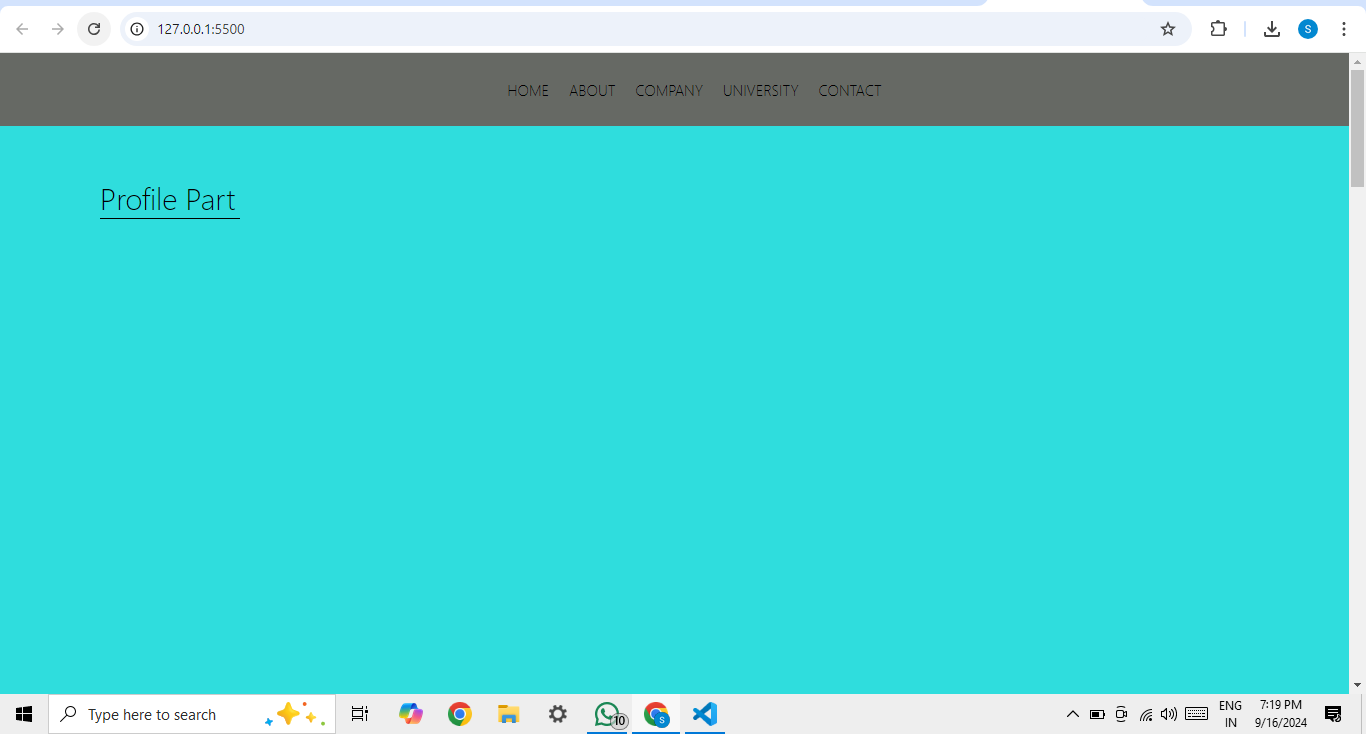 127.0.0.1:5500
S
HOME ABOUT COMPANY UNIVERSITY CONTACT
Profile Part
Type here to search
10
S
ENG
IN
7:19 PM
9/16/2024